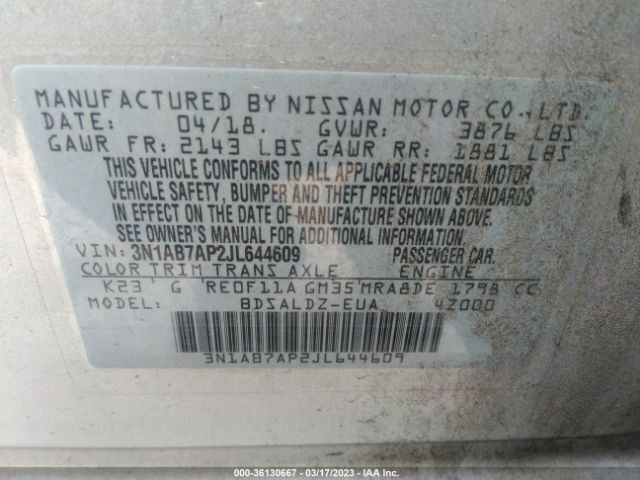 MANUFACTURED BY NISSAN MOTOR CO., LTD.
DATE: 04/18. GVWR: 3876 LBS
GAWR FR: 2143 LBS GAWR RR: 1881 LBS
THIS VEHICLE CONFORMS TO ALL APPLICABLE FEDERAL MOTOR
VEHICLE SAFETY, BUMPER AND THEFT PREVENTION STANDARDS
IN EFFECT ON THE DATE OF MANUFACTURE SHOWN ABOVE.
SEE OWNER'S MANUAL FOR ADDITIONAL INFORMATION
VIN: 3N1AB7AP2JL644609 PASSENGER CAR.
COLOR TRIM TRANS AXLE ENGINE
K23 G RE0F11A GM35 MRA8DE 1798 CC
MODEL: BDSALDZ-EUA 4Z000
3N1AB7AP2JL644609
000-36130667 — 03/17/2023 — IAA Inc.